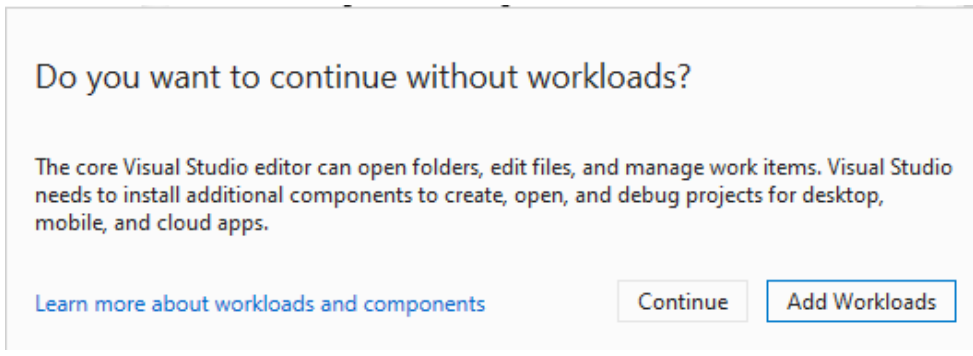 Do you want to continue without workloads?
The core Visual Studio editor can open folders, edit files, and manage work items. Visual Studio
needs to install additional components to create, open, and debug projects for desktop,
mobile, and cloud apps.
Learn more about workloads and components
Continue
Add Workloads